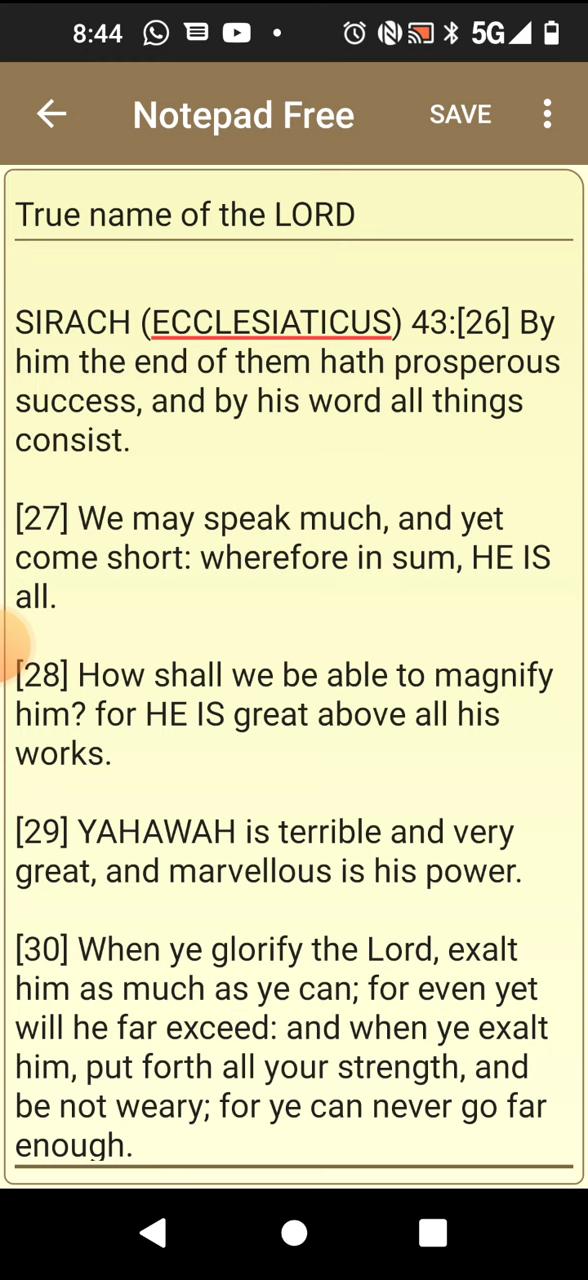 8:44 5G
Notepad Free SAVE
True name of the LORD
SIRACH (ECCLESIATICUS) 43:[26] By
him the end of them hath prosperous
success, and by his word all things
consist.
[27] We may speak much, and yet
come short: wherefore in sum, HE IS
all.
[28] How shall we be able to magnify
him? for HE IS great above all his
works.
[29] YAHAWAH is terrible and very
great, and marvellous is his power.
[30] When ye glorify the Lord, exalt
him as much as ye can; for even yet
will he far exceed: and when ye exalt
him, put forth all your strength, and
be not weary; for ye can never go far
enough.